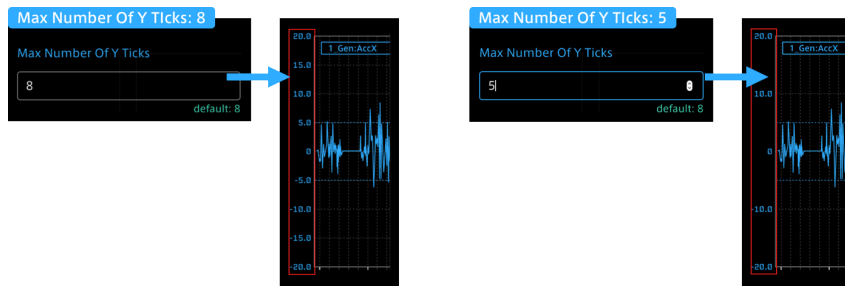 Max Number Of Y TIcks: 8
Max Number Of Y Ticks
8
default: 8
20.0
15.0
10.0
5.0
0
-5.0
-10.0
-15.0
-20.0
1 Gen:AccX
Max Number Of Y TIcks: 5
Max Number Of Y Ticks
5
default: 8
20.0
10.0
0
-10.0
-20.0
1 Gen:AccX